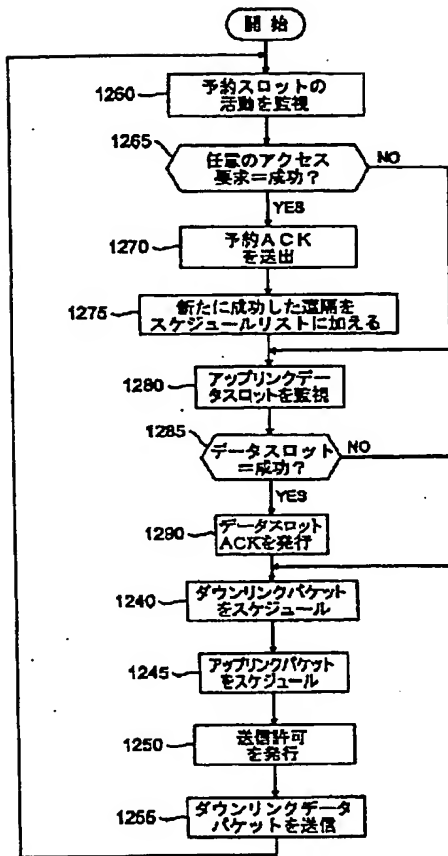 開始
1260
予約スロットの
活動を監視
1265
任意のアクセス
要求=成功?
NO
YES
1270
予約ACK
を送出
1275
新たに成功した遠隔を
スケジュールリストに加える
1280
アップリンクデー
タスロットを監視
1285
データスロット
=成功?
NO
YES
1290
データスロット
ACKを発行
1240
ダウンリンクパケット
をスケジュール
1245
アップリンクパケット
をスケジュール
1250
送信許可
を発行
1255
ダウンリングデータ
パケットを送信